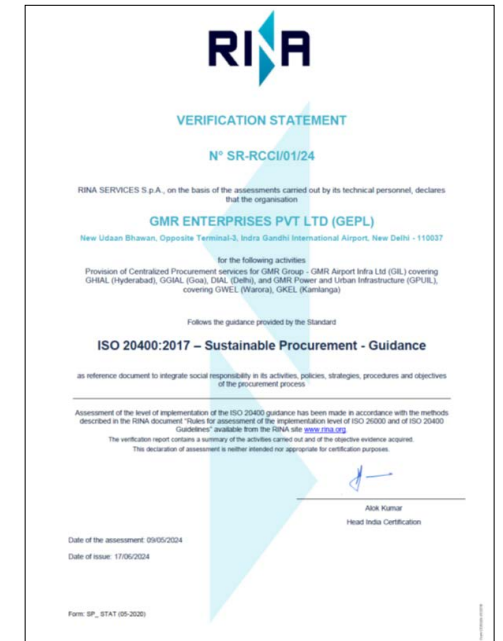 RINA
VERIFICATION STATEMENT
N° SR-RCCI/01/24
RINA SERVICES S.p.A., on the basis of the assessments carried out by its technical personnel, declares
that the organisation
GMR ENTERPRISES PVT LTD (GEPL)
New Udaan Bhawan, Opposite Terminal-3, Indra Gandhi International Airport, New Delhi - 110037
for the following activities
Provision of Centralized Procurement services for GMR Group - GMR Airport Infra Ltd (GIL) covering
GHIAL (Hyderabad), GGIAL (Goa), DIAL (Delhi), and GMR Power and Urban Infrastructure (GPUIL),
covering GWEL (Warora), GKEL (Kamlanga)
Follows the guidance provided by the Standard
ISO 20400:2017 – Sustainable Procurement - Guidance
as reference document to integrate social responsibility in its activities, policies, strategies, procedures and objectives
of the procurement process
Assessment of the level of implementation of the ISO 20400 guidance has been made in accordance with the methods
described in the RINA document "Rules for assessment of the implementation level of ISO 26000 and of ISO 20400
Guidelines" available from the RINA site www.rina.org.
The verification report contains a summary of the activities carried out and of the objective evidence acquired.
This declaration of assessment is neither intended nor appropriate for certification purposes.
Alok Kumar
Head India Certification
Date of the assessment: 09/05/2024
Date of issue: 17/06/2024
Form: SP_ STAT (05-2020)